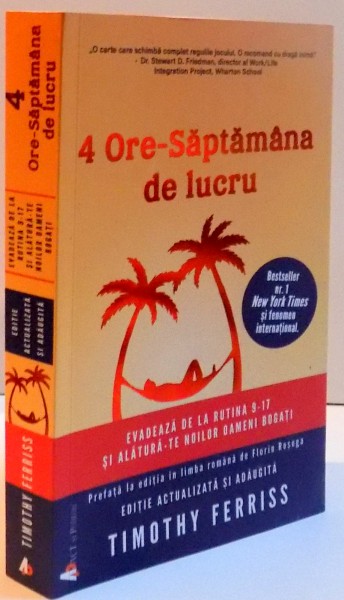 „O carte care schimbă complet regulile jocului. O recomand cu dragă inimă"
- Dr. Stewart D. Friedman, director al Work/Life
Integration Project, Wharton School
4 Ore-Săptămâna
de lucru
Bestseller
nr. 1
New York Times
și fenomen
internațional.
EVADEAZĂ DE LA RUTINA 9-17
ȘI ALĂTURĂ-TE NOILOR OAMENI BOGAȚI
Prefață la ediția în limba română de Florin Roșoga
EDIȚIE ACTUALIZATĂ ȘI ADĂUGITĂ
TIMOTHY FERRISS
4
Ore-Săptămâna
de lucru
EVADEAZĂ DE LA
RUTINA 9-17
ȘI ALĂTURĂ-TE
NOILOR OAMENI
BOGAȚI
EDIȚIE
ACTUALIZATĂ
ȘI ADĂUGITĂ
TIMOTHY FERRISS